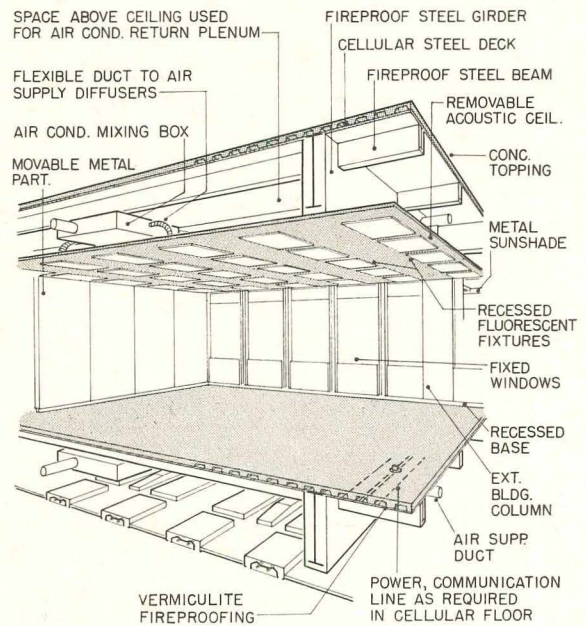 SPACE ABOVE CEILING USED
FOR AIR COND. RETURN PLENUM
FLEXIBLE DUCT TO AIR
SUPPLY DIFFUSERS
AIR COND. MIXING BOX
MOVABLE METAL
PART.
FIREPROOF STEEL GIRDER
CELLULAR STEEL DECK
FIREPROOF STEEL BEAM
REMOVABLE
ACOUSTIC CEIL.
CONC.
TOPPING
METAL
SUNSHADE
RECESSED
FLUORESCENT
FIXTURES
FIXED
WINDOWS
RECESSED
BASE
EXT.
BLDG.
COLUMN
AIR SUPP.
DUCT
POWER, COMMUNICATION
LINE AS REQUIRED
IN CELLULAR FLOOR
VERMICULITE
FIREPROOFING